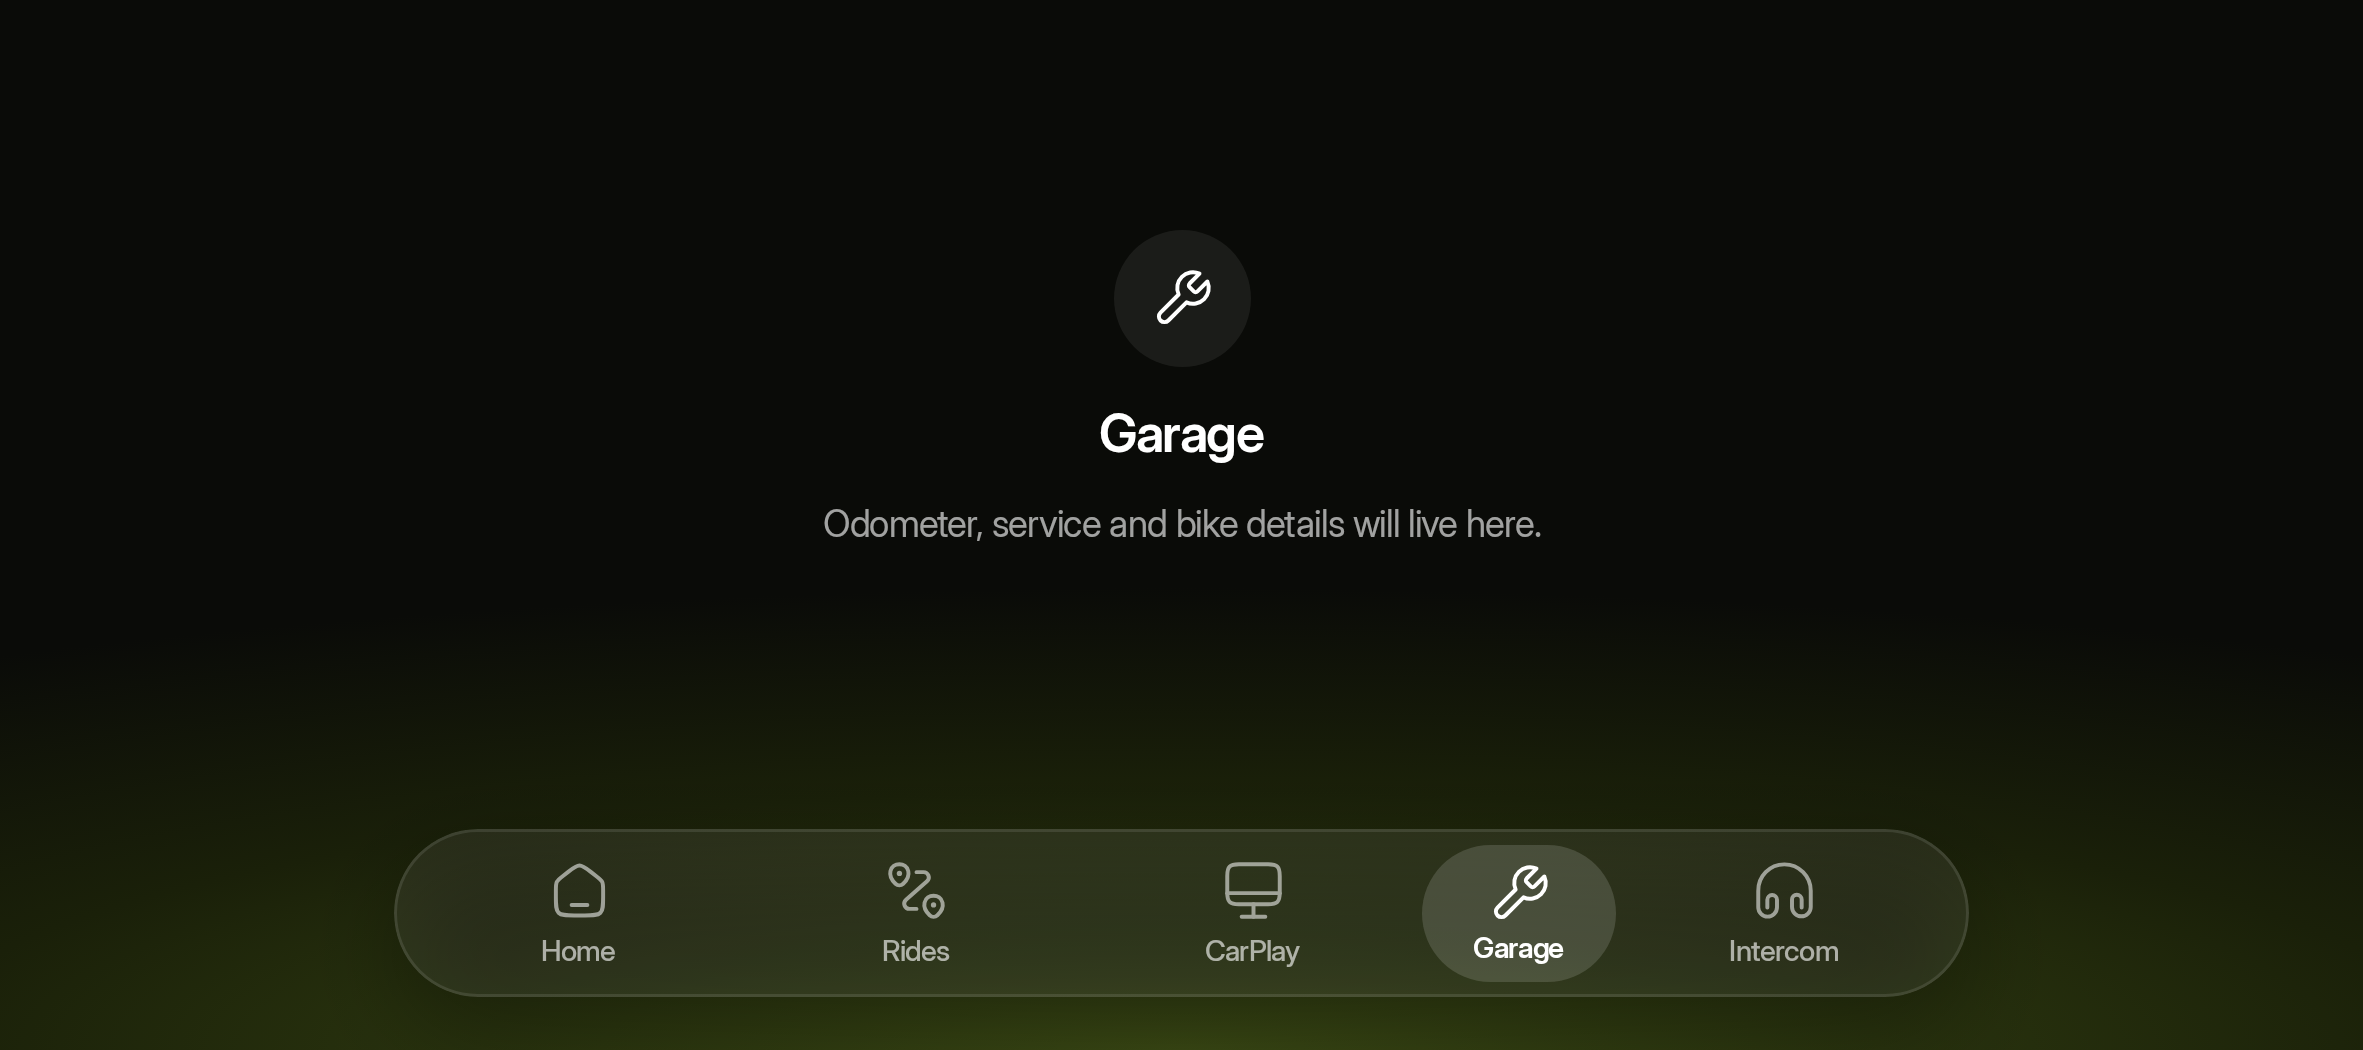 Garage
Odometer, service and bike details will live here.
Home
Rides
CarPlay
Garage
Intercom